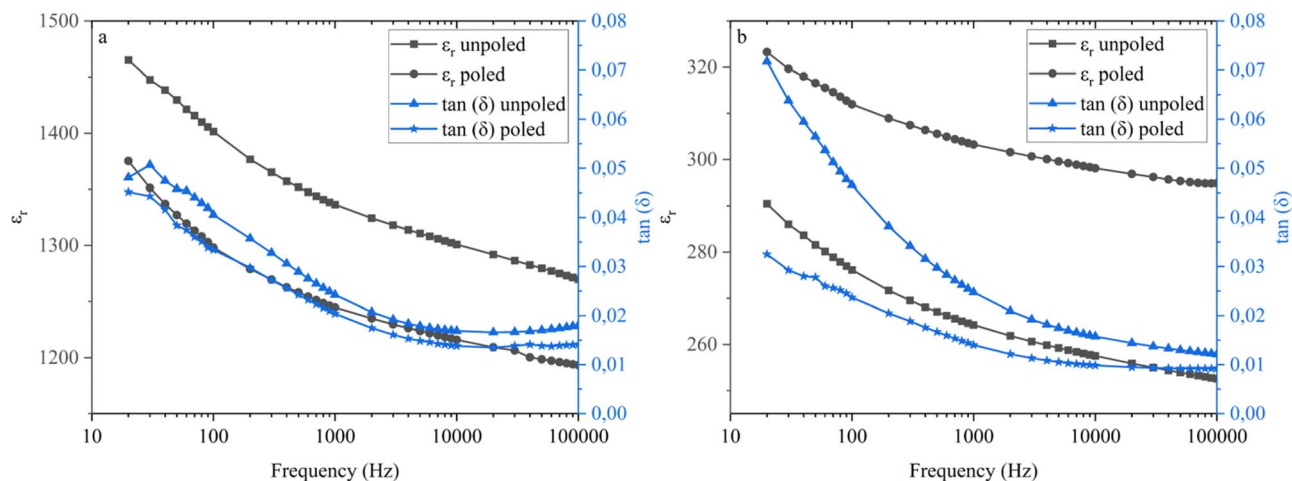 a
1500
1400
1300
1200
εr
10
100
1000
10000
100000
Frequency (Hz)
0,08
0,07
0,06
0,05
0,04
0,03
0,02
0,01
0,00
tan (δ)
εr unpoled
εr poled
tan (δ) unpoled
tan (δ) poled
b
320
300
280
260
εr
10
100
1000
10000
100000
Frequency (Hz)
0,08
0,07
0,06
0,05
0,04
0,03
0,02
0,01
0,00
tan (δ)
εr unpoled
εr poled
tan (δ) unpoled
tan (δ) poled